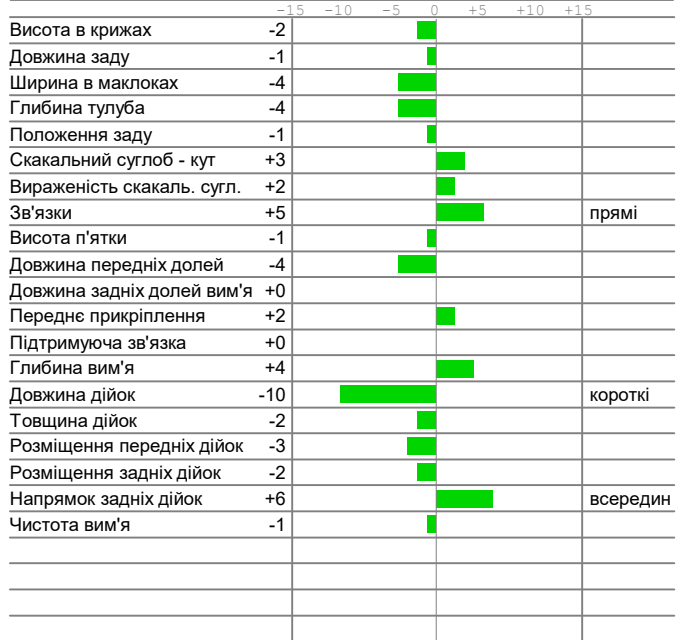 -15 -10 -5 0 +5 +10 +15
Висота в крижах -2
Довжина заду -1
Ширина в маклоках -4
Глибина тулуба -4
Положення заду -1
Скакальний суглоб - кут +3
Вираженість скакаль. сугл. +2
Зв'язки +5 прямі
Висота п'ятки -1
Довжина передніх долей -4
Довжина задніх долей вим'я +0
Переднє прикріплення +2
Підтримуюча зв'язка +0
Глибина вим'я +4
Довжина дійок -10 короткі
Товщина дійок -2
Розміщення передніх дійок -3
Розміщення задніх дійок -2
Напрямок задніх дійок +6 всередин
Чистота вим'я -1